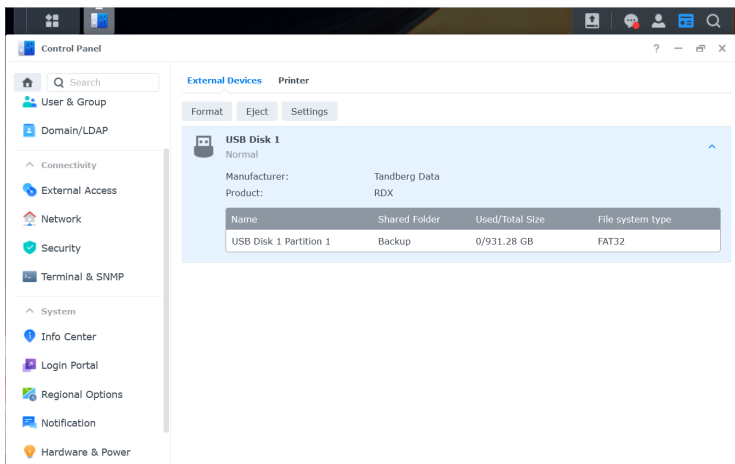 Control Panel
Search
User & Group
Domain/LDAP
Connectivity
External Access
Network
Security
Terminal & SNMP
System
Info Center
Login Portal
Regional Options
Notification
Hardware & Power
External Devices Printer
Format Eject Settings
USB Disk 1
Normal
Manufacturer: Tandberg Data
Product: RDX
Name Shared Folder Used/Total Size File system type
USB Disk 1 Partition 1 Backup 0/931.28 GB FAT32